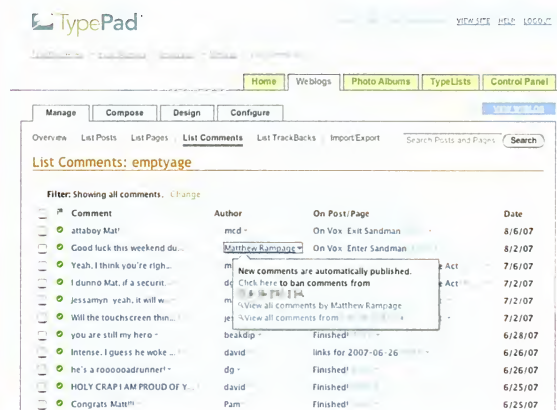 TypePad
VIEW SITE HELP LOGOUT
Home Weblogs Photo Albums TypeLists Control Panel
Manage Compose Design Configure
VIEW WEBLOG
Overview List Posts List Pages List Comments List TrackBacks Import/Export Search Posts and Pages Search
List Comments: emptyage
Filter: Showing all comments. Change
Comment Author On Post/Page Date
attaboy Mat! mcd On Vox Exit Sandman 8/6/07
Good luck this weekend du... Matthew Rampage On Vox Enter Sandman 8/2/07
Yeah, I think you're righ... m e Act 7/6/07
New comments are automatically published.
I dunno Mat, if a securit... dg Click here to ban comments from e Act 7/2/07
Jessamyn yeah, it will w... m 7/2/07
View all comments by Matthew Rampage
Will the touchscreen thin... jes View all comments from 7/2/07
you are still my hero beakdip Finished! 6/28/07
Intense. I guess he woke ... david links for 2007-06-26 6/26/07
he's a roooooadrunner! dg Finished! 6/26/07
HOLY CRAP I AM PROUD OF Y... david Finished! 6/25/07
Congrats Matt!!! Pam Finished! 6/25/07